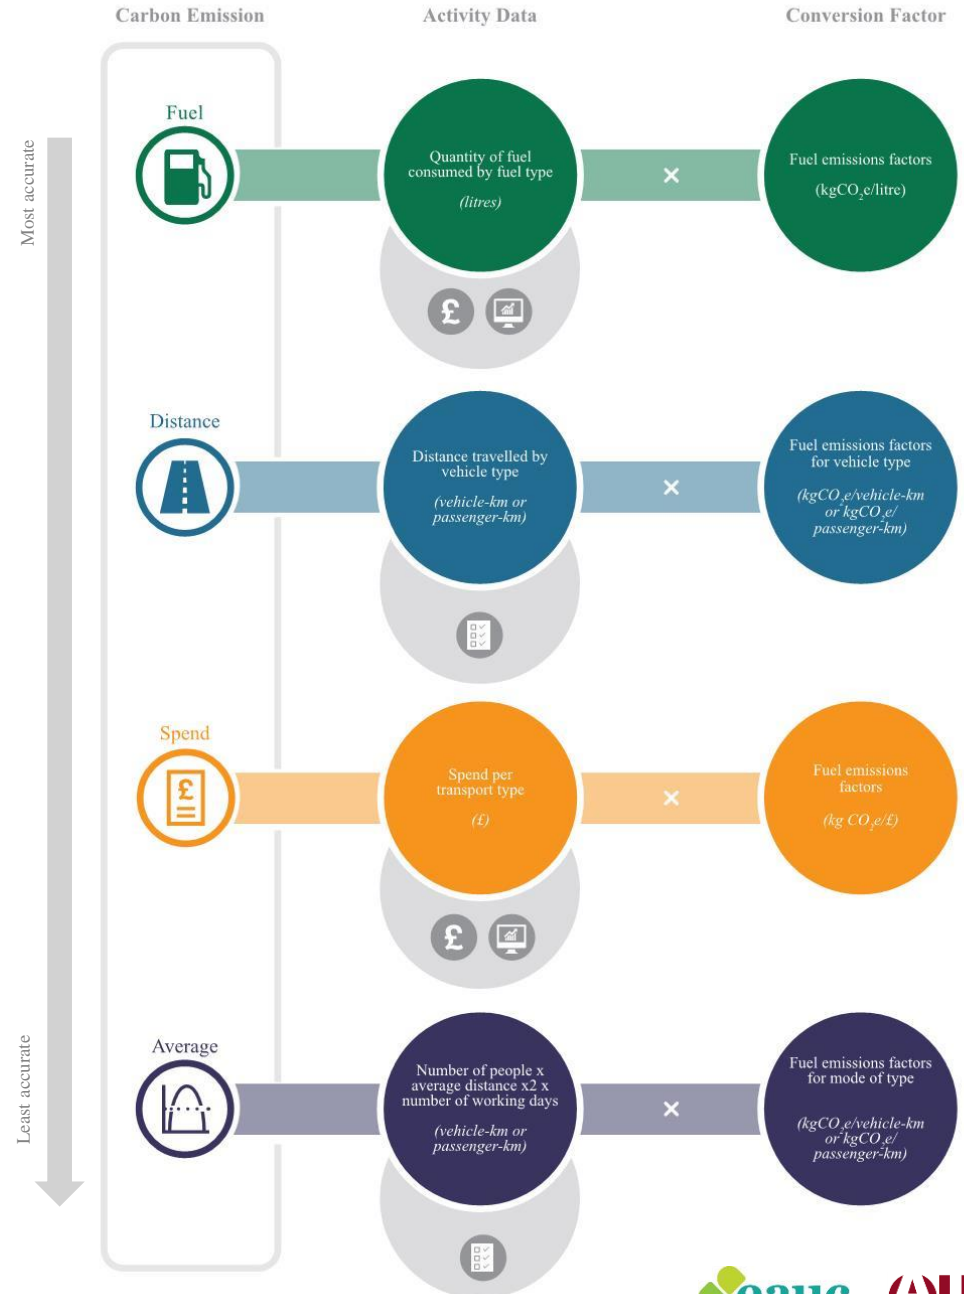 Carbon Emission
Activity Data
Conversion Factor
Most accurate
Least accurate
Fuel
Quantity of fuel
consumed by fuel type
(litres)
×
Fuel emissions factors
(kgCO₂e/litre)
£
Distance
Distance travelled by
vehicle type
(vehicle-km or
passenger-km)
×
Fuel emissions factors
for vehicle type
(kgCO₂e/vehicle-km
or kgCO₂e/
passenger-km)
Spend
£
Spend per
transport type
(£)
×
Fuel emissions
factors
(kg CO₂e/£)
£
Average
Number of people x
average distance x2 x
number of working days
(vehicle-km or
passenger-km)
×
Fuel emissions factors
for mode of type
(kgCO₂e/vehicle-km
or kgCO₂e/
passenger-km)